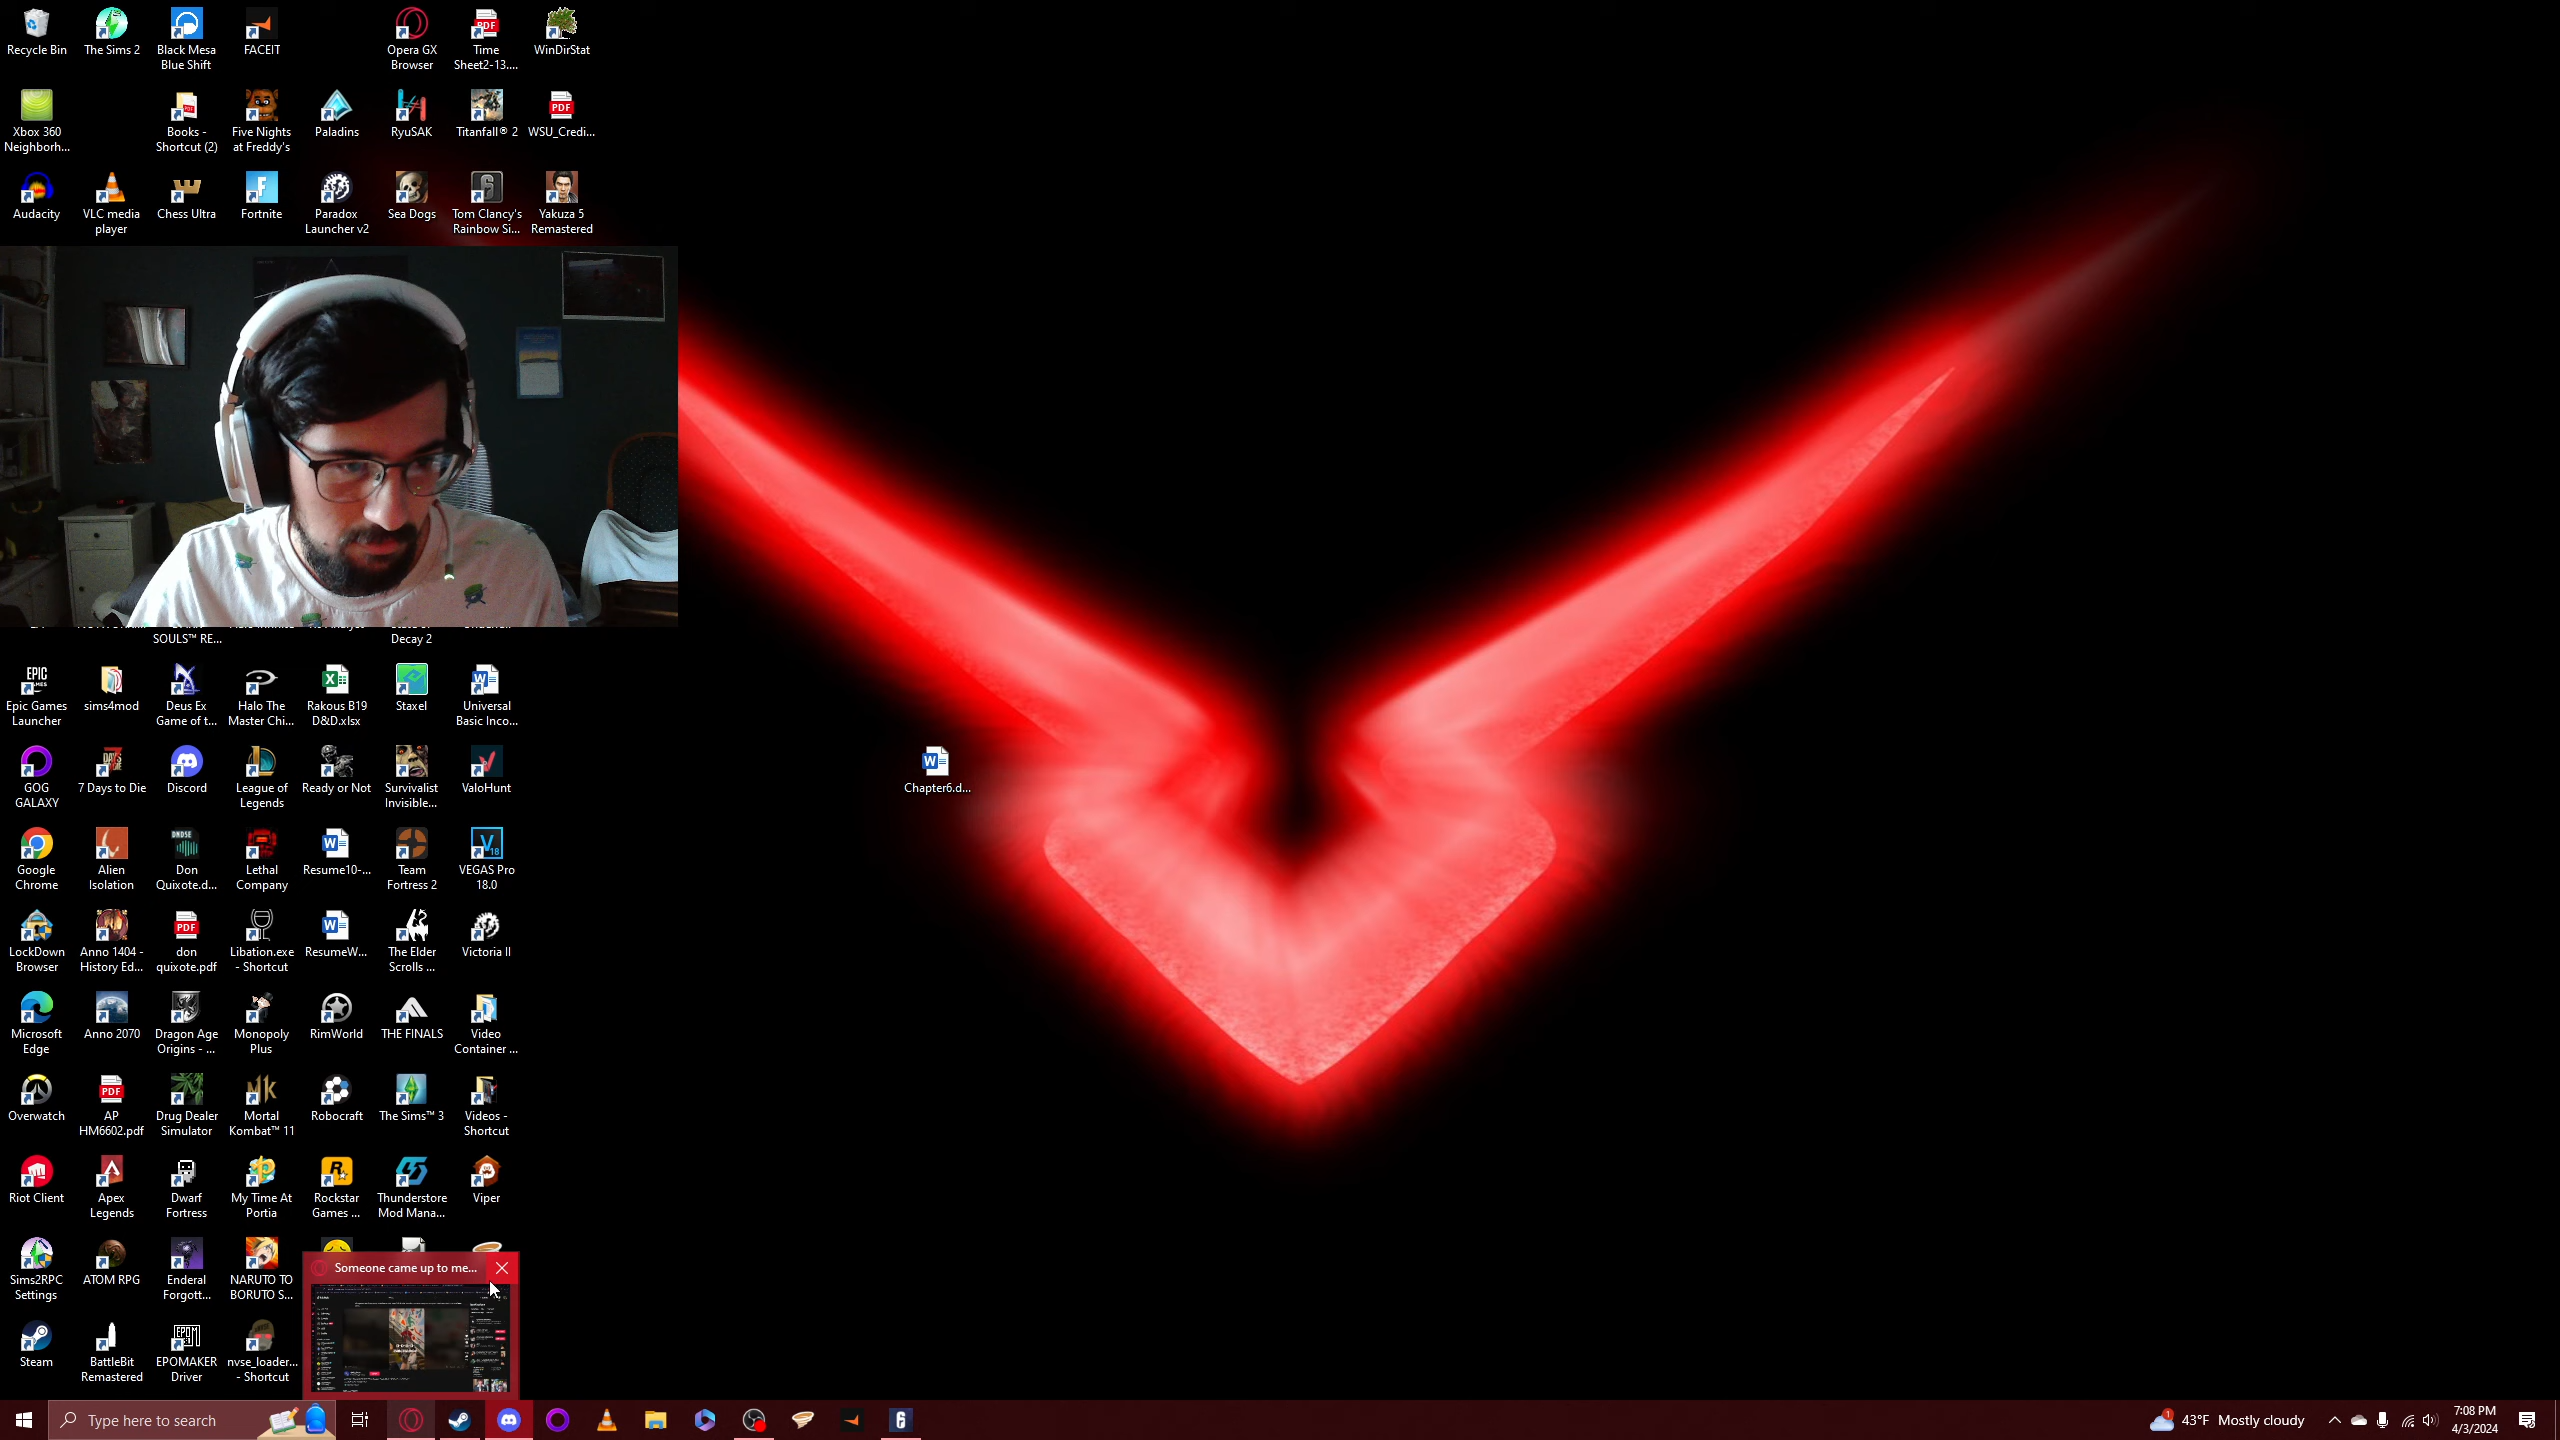 Recycle Bin
The Sims 2
Black Mesa
Blue Shift
FACEIT
Opera GX
Browser
Time
Sheet2-13....
WinDirStat
Xbox 360
Neighborh...
Books -
Shortcut (2)
Five Nights
at Freddy's
Paladins
RyuSAK
Titanfall® 2
WSU_Credi...
Audacity
VLC media
player
Chess Ultra
Fortnite
Paradox
Launcher v2
Sea Dogs
Tom Clancy's
Rainbow Si...
Yakuza 5
Remastered
SOULS™ RE...
Decay 2
Epic Games
Launcher
sims4mod
Deus Ex
Game of t...
Halo The
Master Chi...
Rakous B19
D&D.xlsx
Staxel
Universal
Basic Inco...
GOG
GALAXY
7 Days to Die
Discord
League of
Legends
Ready or Not
Survivalist
Invisible...
ValoHunt
Chapter6.d...
Google
Chrome
Alien
Isolation
Don
Quixote.d...
Lethal
Company
Resume10-...
Team
Fortress 2
VEGAS Pro
18.0
LockDown
Browser
Anno 1404 -
History Ed...
don
quixote.pdf
Libation.exe
- Shortcut
ResumeW...
The Elder
Scrolls ...
Victoria II
Microsoft
Edge
Anno 2070
Dragon Age
Origins - ...
Monopoly
Plus
RimWorld
THE FINALS
Video
Container ...
Overwatch
AP
HM6602.pdf
Drug Dealer
Simulator
Mortal
Kombat™ 11
Robocraft
The Sims™ 3
Videos -
Shortcut
Riot Client
Apex
Legends
Dwarf
Fortress
My Time At
Portia
Rockstar
Games ...
Thunderstore
Mod Mana...
Viper
Sims2RPC
Settings
ATOM RPG
Enderal
Forgott...
NARUTO TO
BORUTO S...
Someone came up to me...
Steam
BattleBit
Remastered
EPOMAKER
Driver
nvse_loader...
- Shortcut
Type here to search
43°F Mostly cloudy
7:08 PM
4/3/2024